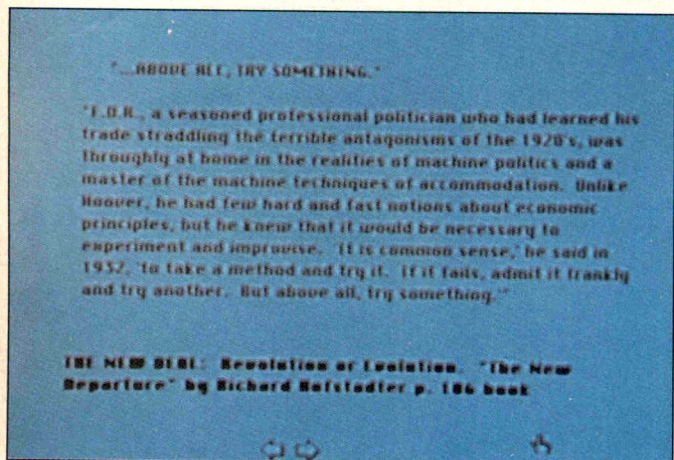 "...ABOVE ALL, TRY SOMETHING."
"F.D.R., a seasoned professional politician who had learned his
trade straddling the terrible antagonisms of the 1920's, was
throughly at home in the realities of machine politics and a
master of the machine techniques of accommodation. Unlike
Hoover, he had few hard and fast notions about economic
principles, but he knew that it would be necessary to
experiment and improvise. 'It is common sense,' he said in
1932, 'to take a method and try it. If it fails, admit it frankly
and try another. But above all, try something.'"
THE NEW DEAL: Revolution or Evolution. "The New
Departure" by Richard Hofstadter p. 106 book